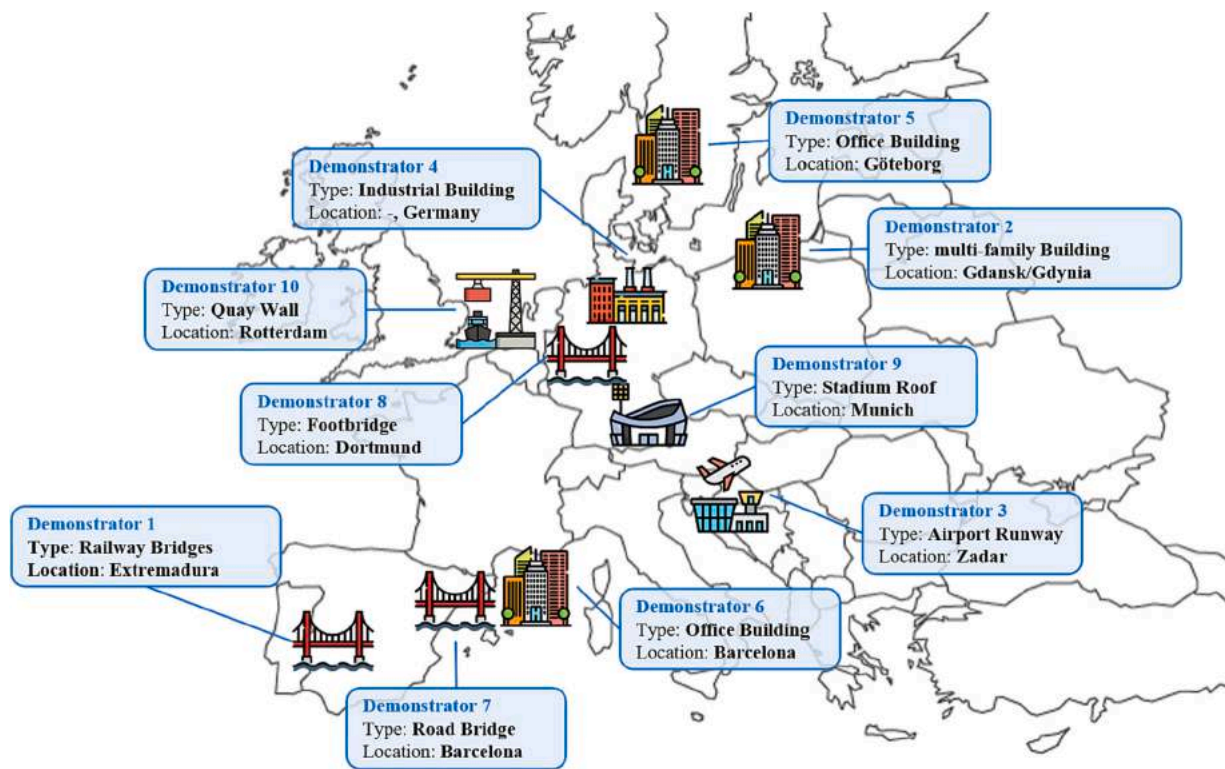 Demonstrator 5
Type: Office Building
Location: Göteborg
Demonstrator 4
Type: Industrial Building
Location: -, Germany
Demonstrator 2
Type: multi-family Building
Location: Gdansk/Gdynia
Demonstrator 10
Type: Quay Wall
Location: Rotterdam
Demonstrator 9
Type: Stadium Roof
Location: Munich
Demonstrator 8
Type: Footbridge
Location: Dortmund
Demonstrator 3
Type: Airport Runway
Location: Zadar
Demonstrator 1
Type: Railway Bridges
Location: Extremadura
Demonstrator 6
Type: Office Building
Location: Barcelona
Demonstrator 7
Type: Road Bridge
Location: Barcelona